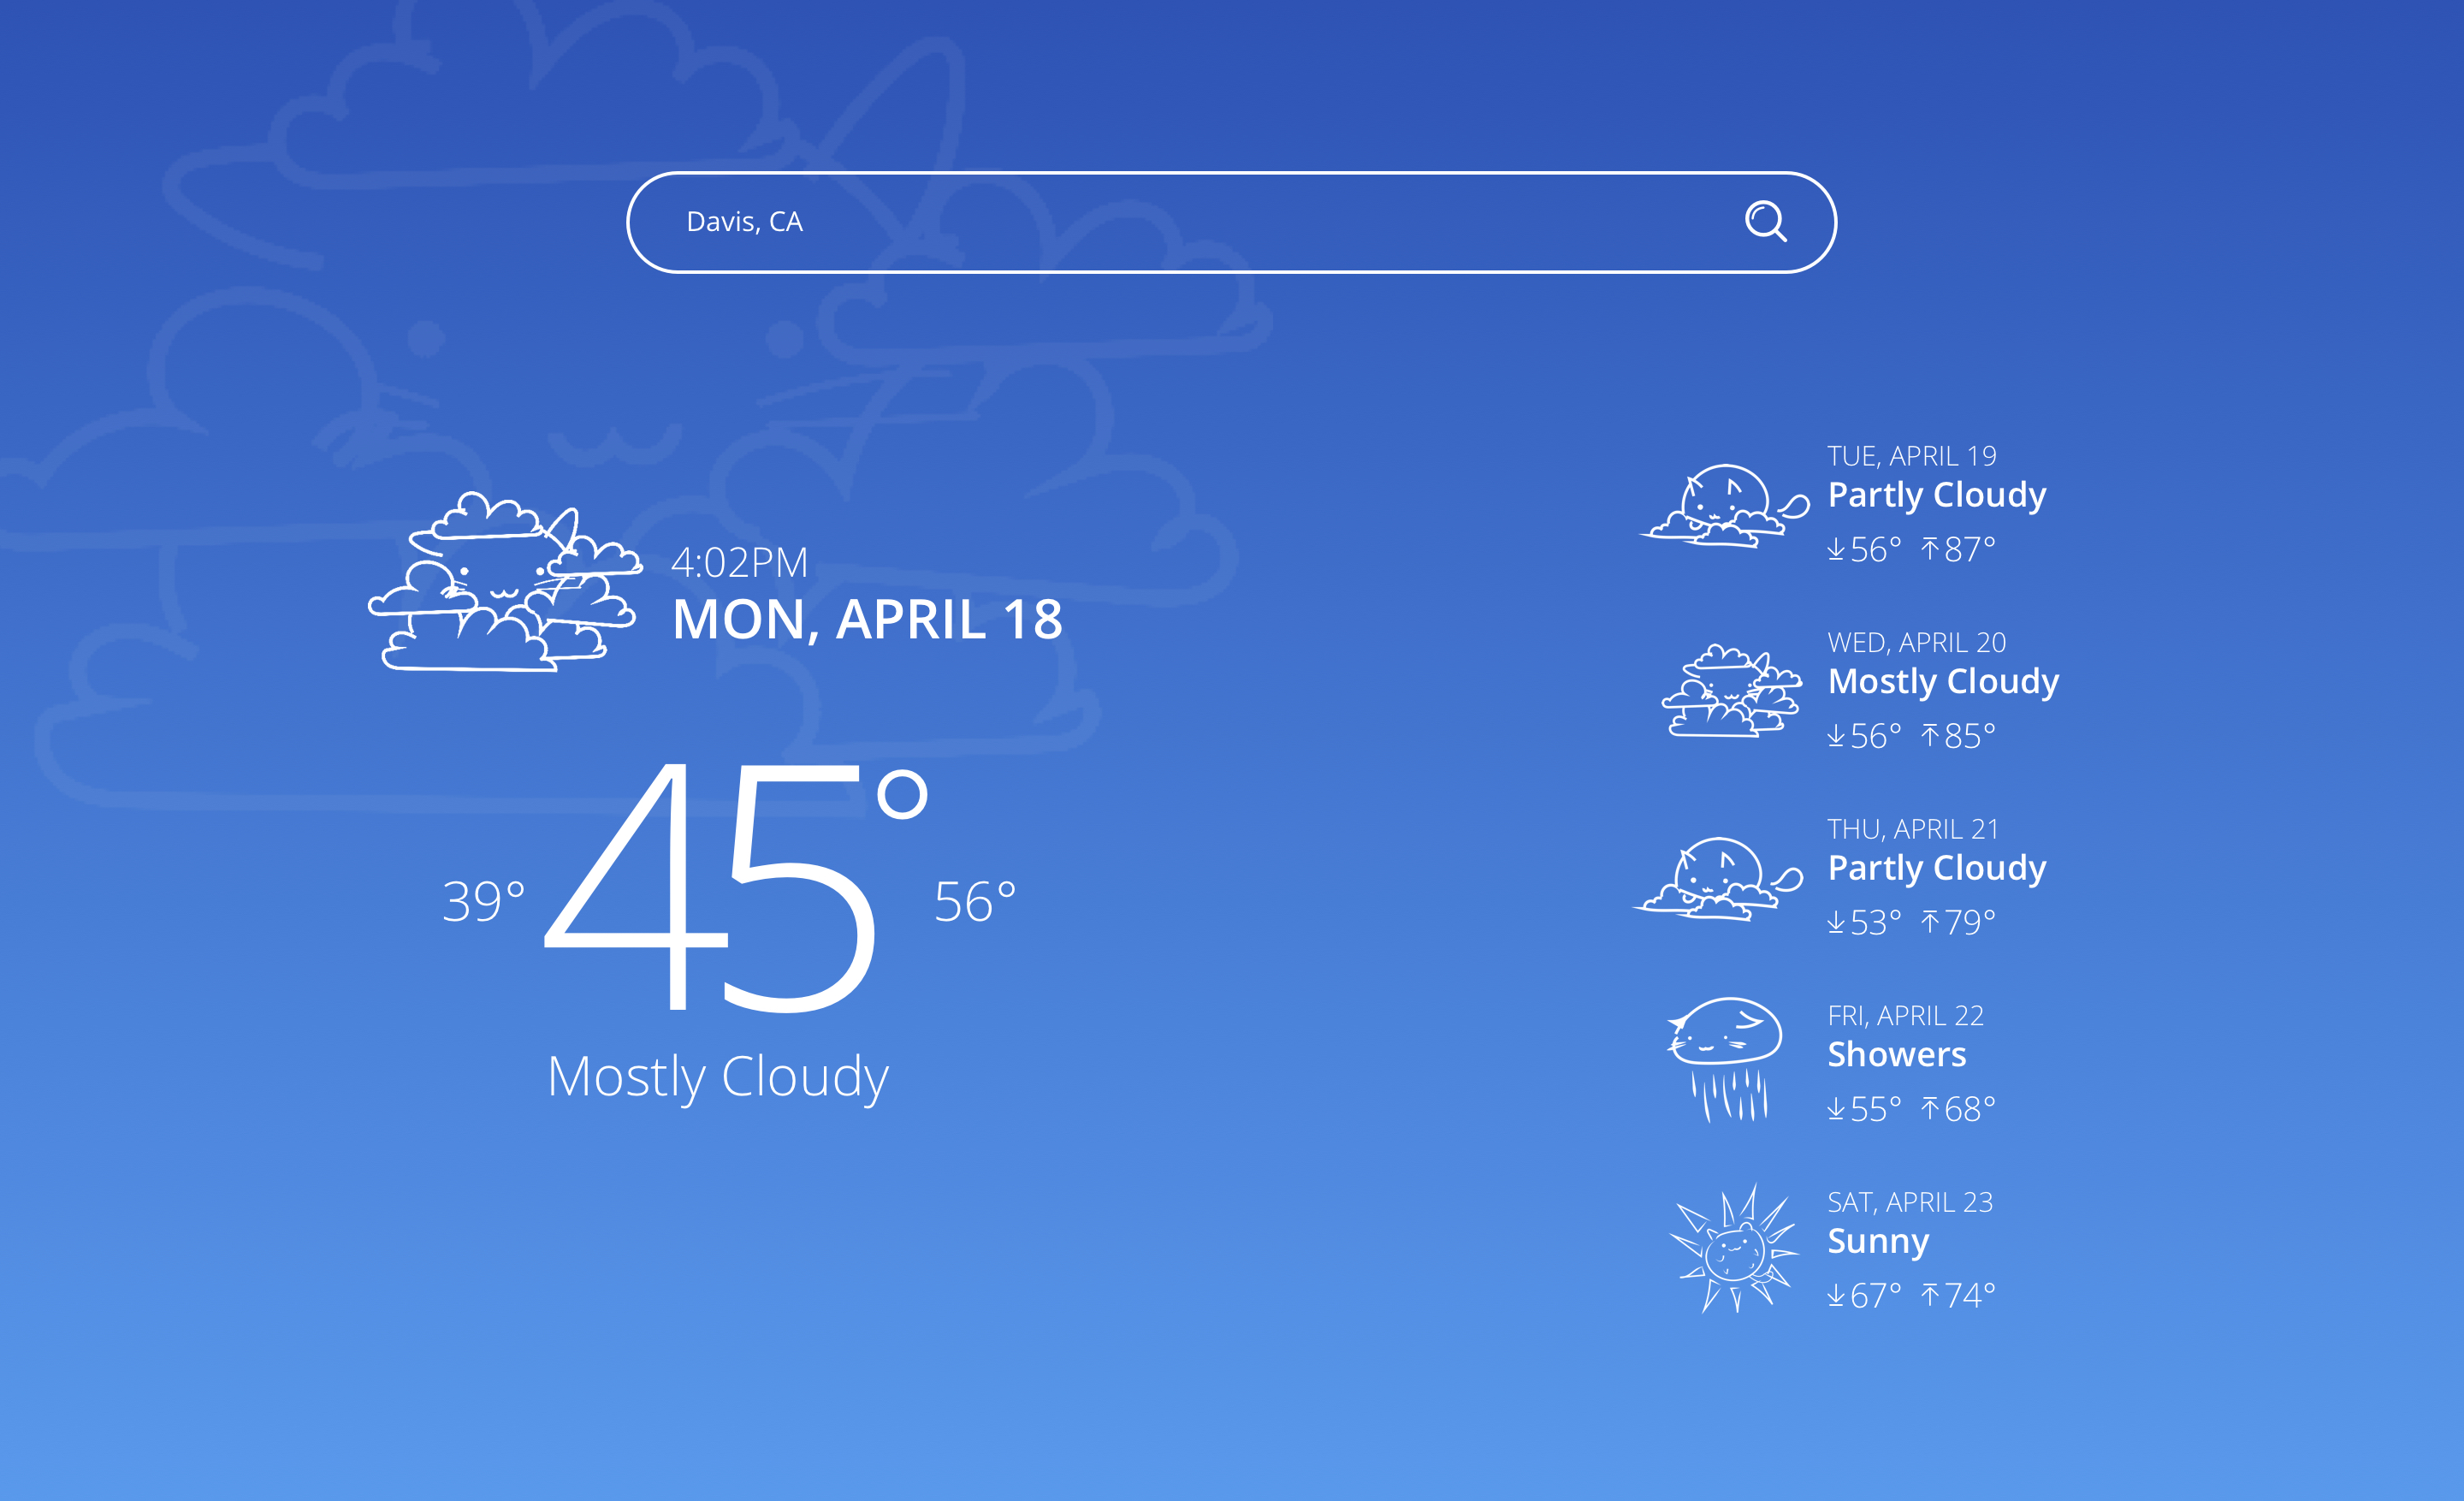 Davis, CA
4:02PM
MON, APRIL 18
39° 45° 56°
Mostly Cloudy
TUE, APRIL 19
Partly Cloudy
56° 87°
WED, APRIL 20
Mostly Cloudy
56° 85°
THU, APRIL 21
Partly Cloudy
53° 79°
FRI, APRIL 22
Showers
55° 68°
SAT, APRIL 23
Sunny
67° 74°